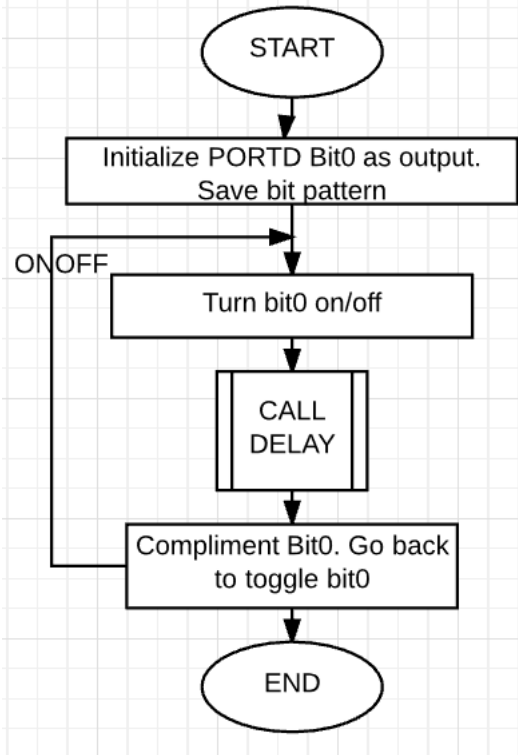 START
Initialize PORTD Bit0 as output.
Save bit pattern
ONOFF
Turn bit0 on/off
CALL
DELAY
Compliment Bit0. Go back
to toggle bit0
END